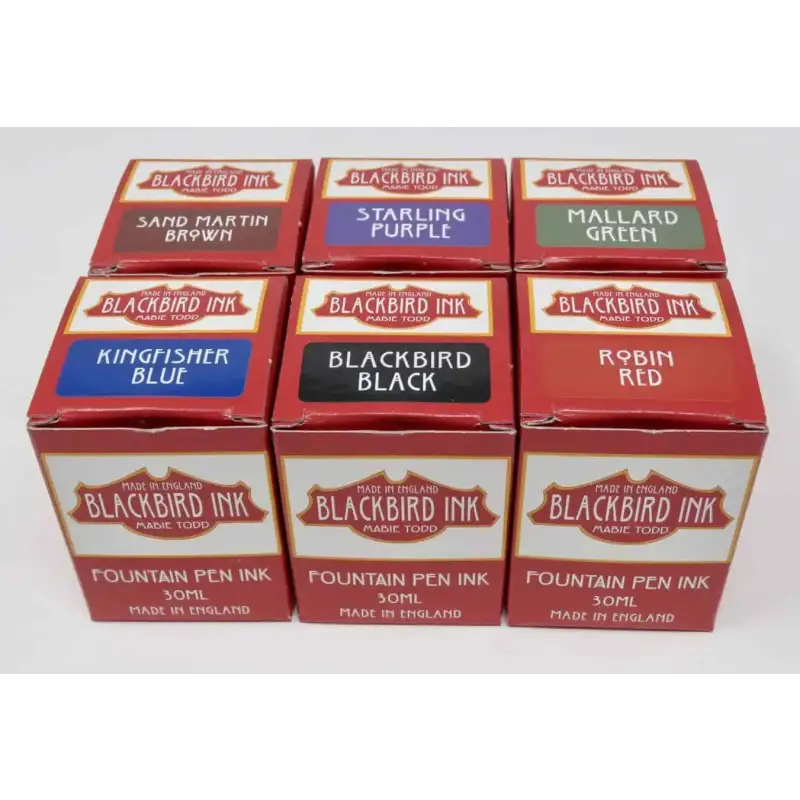 MADE IN ENGLAND
BLACKBIRD INK
MABIE TODD
SAND MARTIN
BROWN
MADE IN ENGLAND
BLACKBIRD INK
MABIE TODD
STARLING
PURPLE
MADE IN ENGLAND
BLACKBIRD INK
MABIE TODD
MALLARD
GREEN
MADE IN ENGLAND
BLACKBIRD INK
MABIE TODD
KINGFISHER
BLUE
MADE IN ENGLAND
BLACKBIRD INK
MABIE TODD
BLACKBIRD
BLACK
MADE IN ENGLAND
BLACKBIRD INK
MABIE TODD
ROBIN
RED
MADE IN ENGLAND
BLACKBIRD INK
MABIE TODD
FOUNTAIN PEN INK
30ML
MADE IN ENGLAND
MADE IN ENGLAND
BLACKBIRD INK
MABIE TODD
FOUNTAIN PEN INK
30ML
MADE IN ENGLAND
MADE IN ENGLAND
BLACKBIRD INK
MABIE TODD
FOUNTAIN PEN INK
30ML
MADE IN ENGLAND